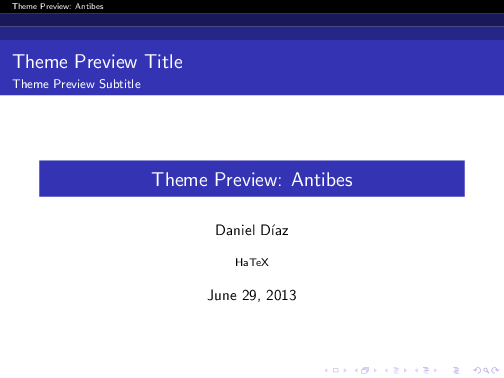 Theme Preview: Antibes
Theme Preview Title
Theme Preview Subtitle
Theme Preview: Antibes
Daniel Díaz
HaTeX
June 29, 2013